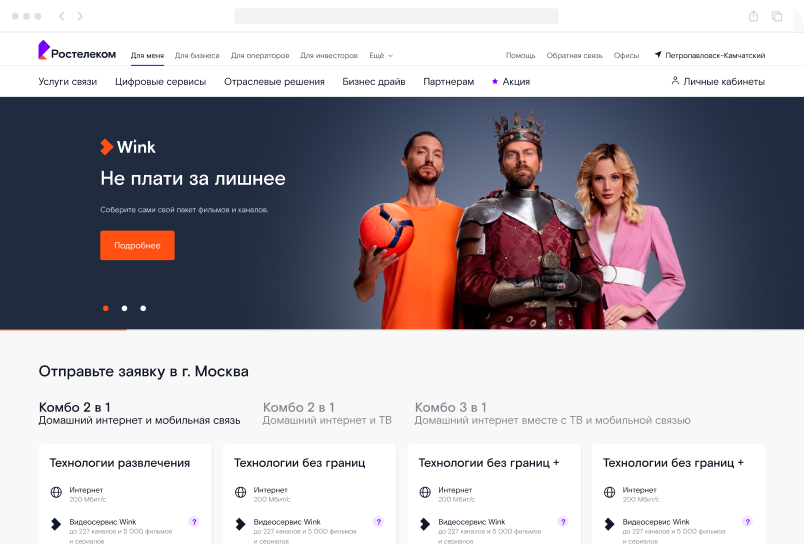 Ростелеком
Для меня
Для бизнеса
Для операторов
Для инвесторов
Ещё
Помощь
Обратная связь
Офисы
Петропавловск-Камчатский
Услуги связи
Цифровые сервисы
Отраслевые решения
Бизнес драйв
Партнерам
Акция
Личные кабинеты
Wink
Не плати за лишнее
Соберите сами свой пакет фильмов и каналов.
Подробнее
Отправьте заявку в г. Москва
Комбо 2 в 1
Домашний интернет и мобильная связь
Комбо 2 в 1
Домашний интернет и ТВ
Комбо 3 в 1
Домашний интернет вместе с ТВ и мобильной связью
Технологии развлечения
Интернет
200 Мбит/с
Видеосервис Wink
?
до 227 каналов и 5 000 фильмов
и сериалов
Технологии без границ
Интернет
200 Мбит/с
Видеосервис Wink
?
до 227 каналов и 5 000 фильмов
и сериалов
Технологии без границ +
Интернет
200 Мбит/с
Видеосервис Wink
?
до 227 каналов и 5 000 фильмов
и сериалов
Технологии без границ +
Интернет
200 Мбит/с
Видеосервис Wink
?
до 227 каналов и 5 000 фильмов
и сериалов